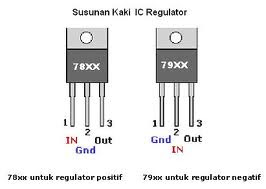 Susunan Kaki IC Regulator
78XX 79XX
1 2 3 1 2 3
IN Out Gnd Out
Gnd IN
78xx untuk regulator positif 79xx untuk regulator negatif